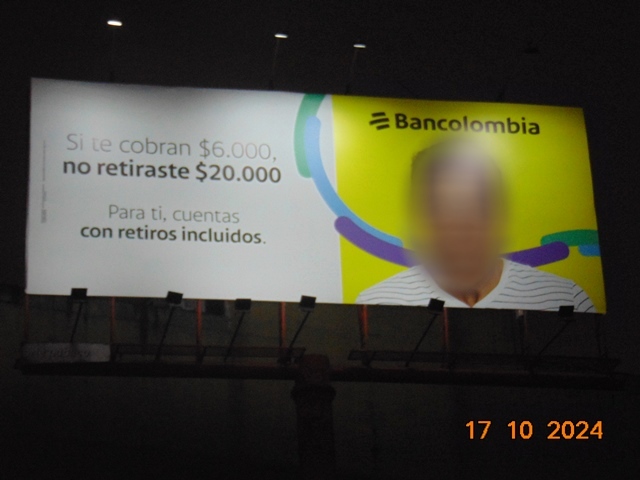 Si te cobran $6.000,
no retiraste $20.000
Para ti, cuentas
con retiros incluidos.
Bancolombia
17 10 2024